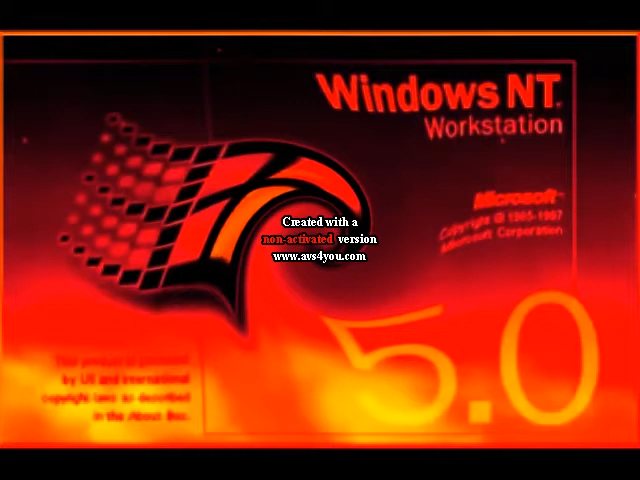 Windows NT
Workstation
Microsoft
Copyright © 1985-1997
Microsoft Corporation
Created with a
non-activated version
www.avs4you.com
5.0
This product is protected
by US and international
copyright laws as described
in the About Box.